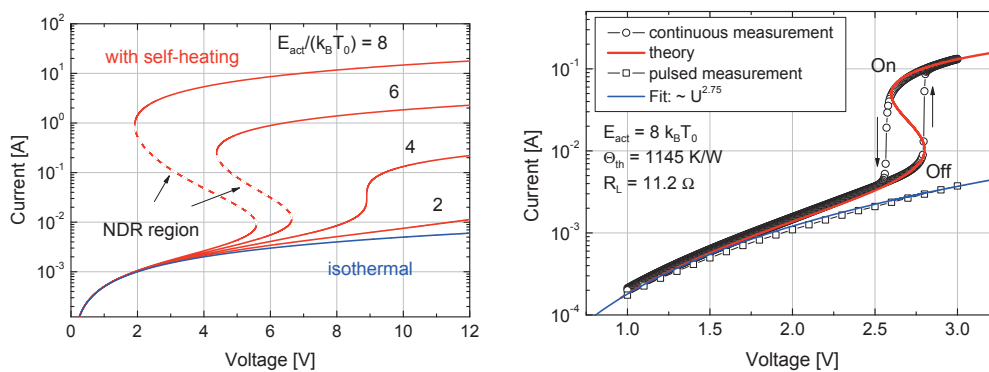 10²
10¹
10⁰
10⁻¹
10⁻²
10⁻³
Current [A]
0
2
4
6
8
10
12
Voltage [V]
with self-heating
E_act/(k_BT_0) = 8
6
4
2
NDR region
isothermal
continuous measurement
theory
pulsed measurement
Fit: ~ U^2.75
E_act = 8 k_BT_0
Θ_th = 1145 K/W
R_L = 11.2 Ω
On
Off
10⁻¹
10⁻²
10⁻³
10⁻⁴
Current [A]
1.0
1.5
2.0
2.5
3.0
Voltage [V]